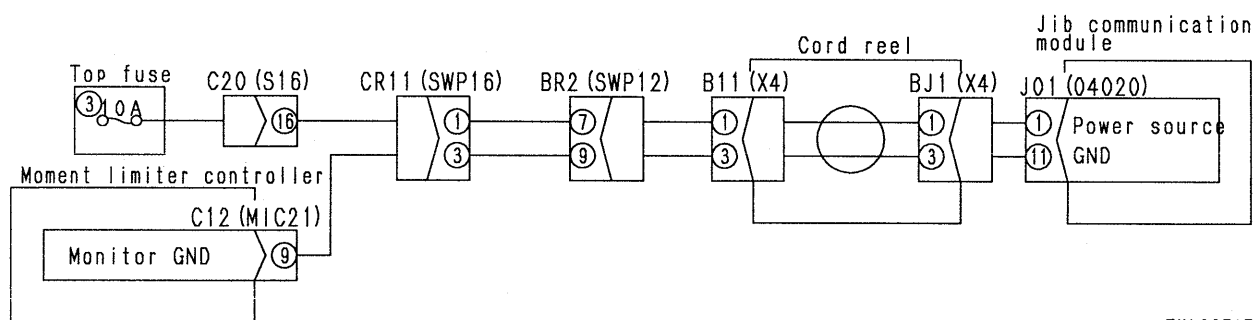 Jib communication
module
Cord reel
Top fuse
C20 (S16)
CR11 (SWP16)
BR2 (SWP12)
B11 (X4)
BJ1 (X4)
J01 (04020)
3
10A
16
1
7
1
1
1
Power source
3
9
3
3
11
GND
Moment limiter controller
C12 (MIC21)
Monitor GND
9